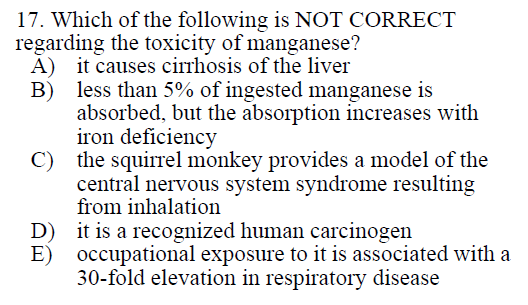 17. Which of the following is NOT CORRECT
regarding the toxicity of manganese?
A) it causes cirrhosis of the liver
B) less than 5% of ingested manganese is
absorbed, but the absorption increases with
iron deficiency
C) the squirrel monkey provides a model of the
central nervous system syndrome resulting
from inhalation
D) it is a recognized human carcinogen
E) occupational exposure to it is associated with a
30-fold elevation in respiratory disease